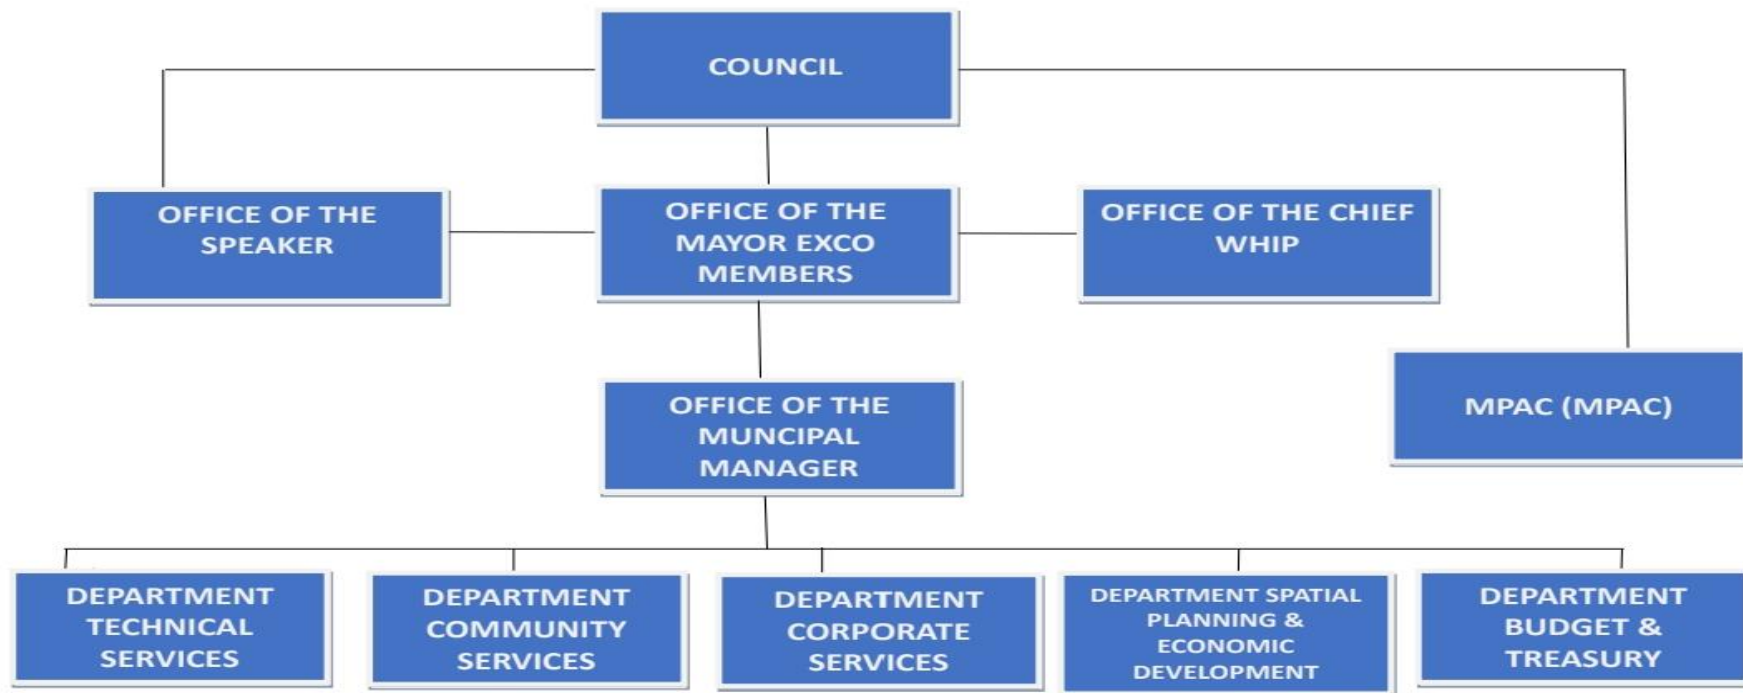 COUNCIL
OFFICE OF THE
SPEAKER
OFFICE OF THE
MAYOR EXCO
MEMBERS
OFFICE OF THE CHIEF
WHIP
OFFICE OF THE
MUNCIPAL
MANAGER
MPAC (MPAC)
DEPARTMENT
TECHNICAL
SERVICES
DEPARTMENT
COMMUNITY
SERVICES
DEPARTMENT
CORPORATE
SERVICES
DEPARTMENT SPATIAL
PLANNING &
ECONOMIC
DEVELOPMENT
DEPARTMENT
BUDGET &
TREASURY